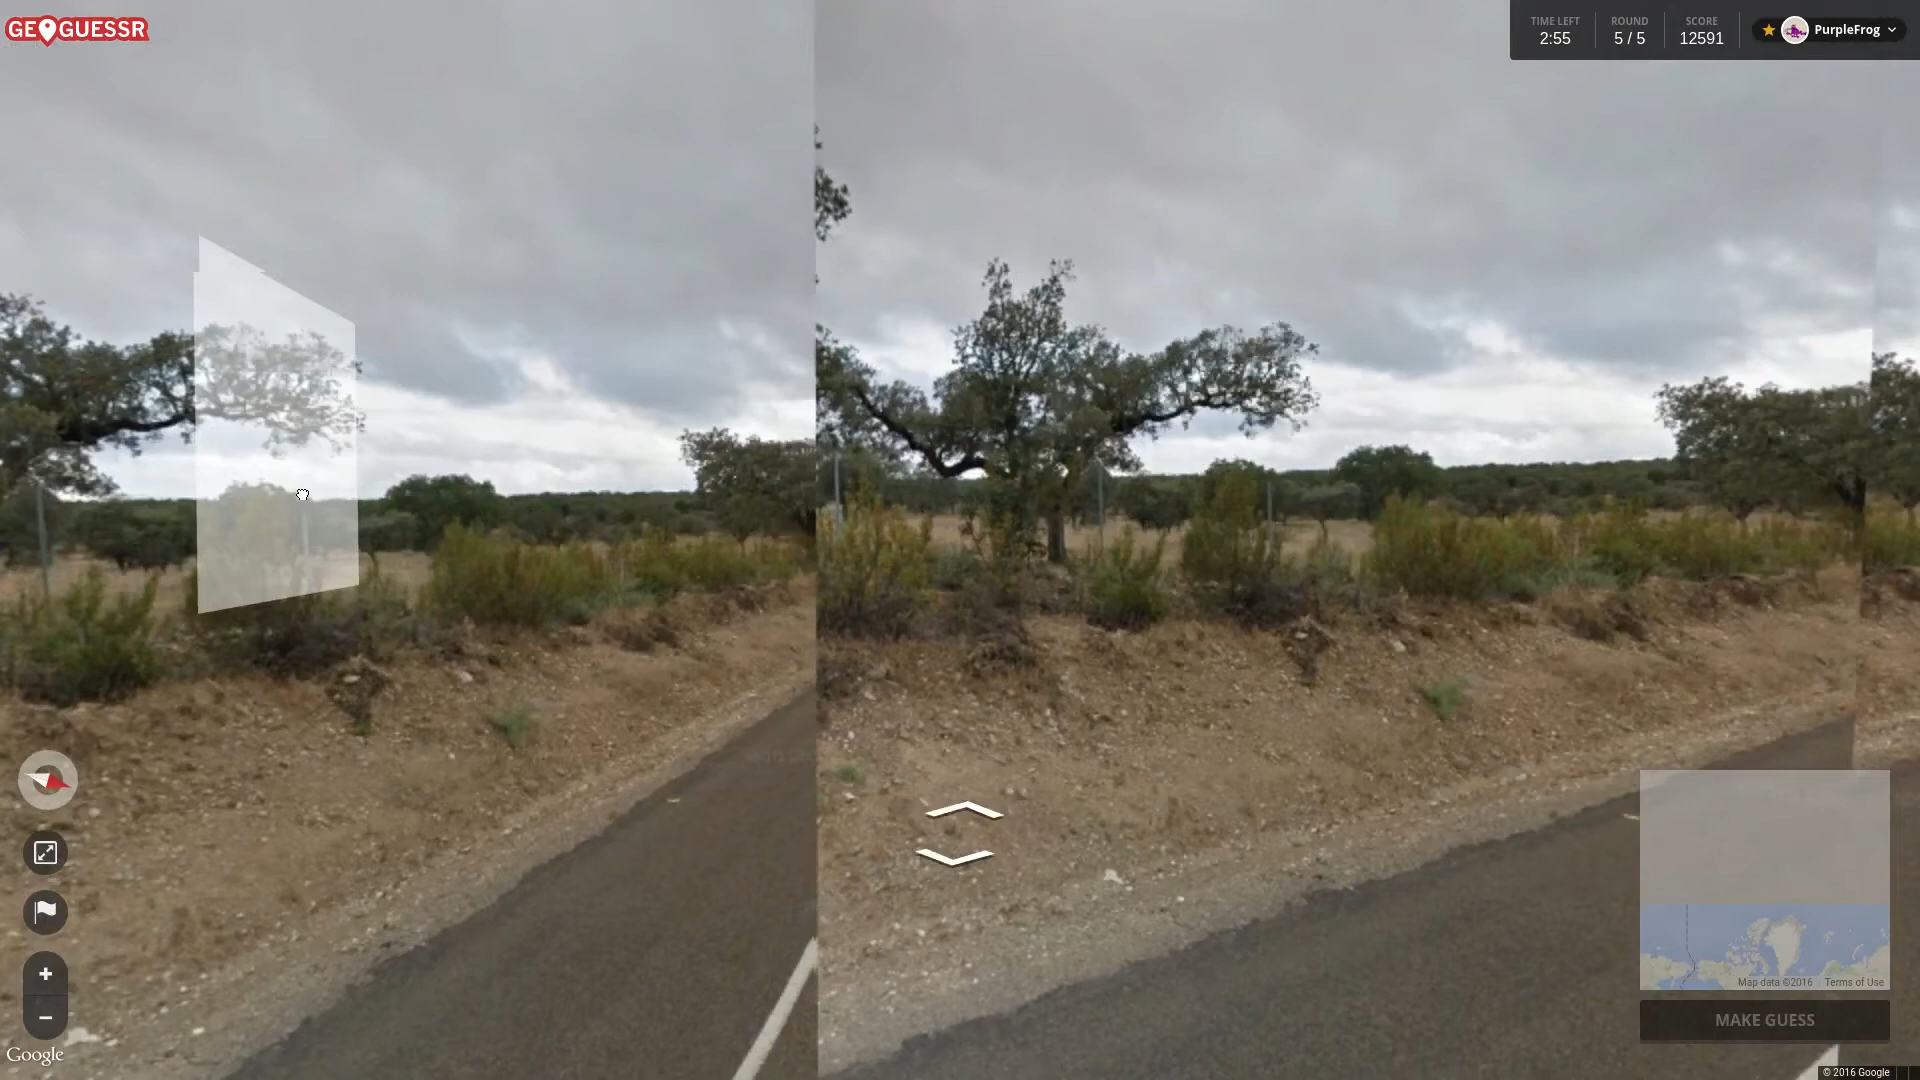 GEOGUESSR
TIME LEFT
2:55
ROUND
5 / 5
SCORE
12591
PurpleFrog
Map data ©2016
Terms of Use
MAKE GUESS
Google
© 2016 Google